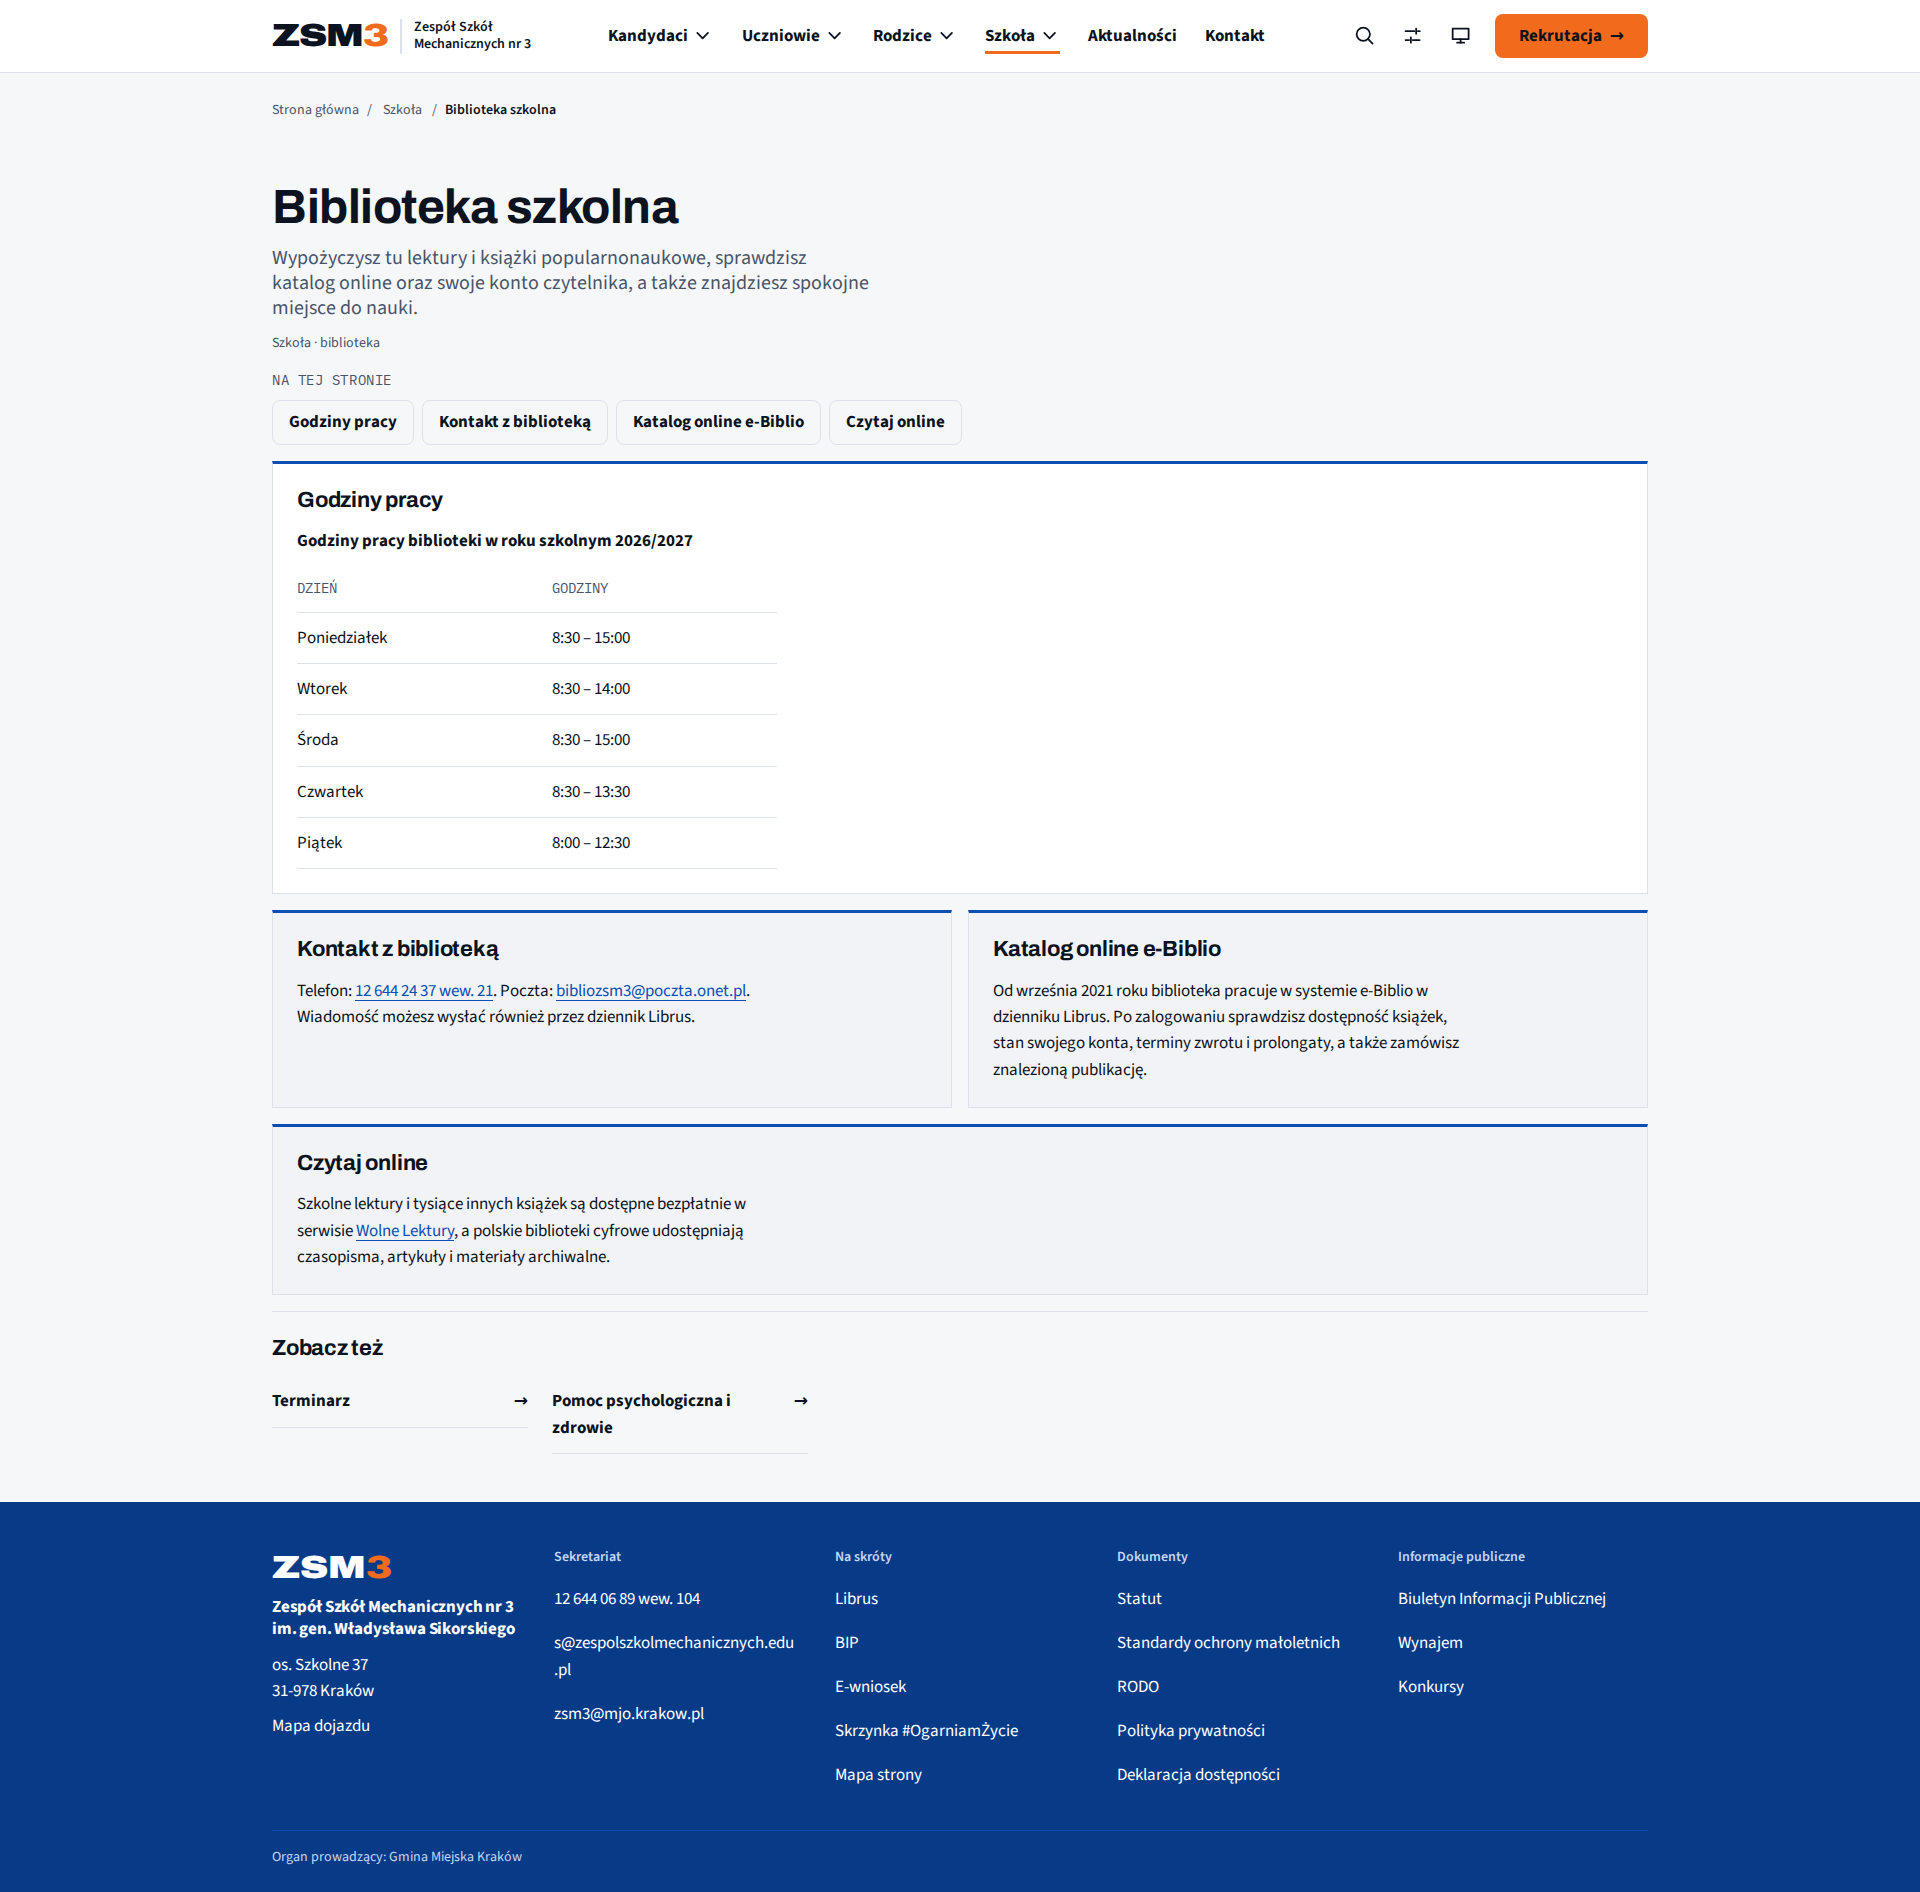 ZSM3
Zespół Szkół
Mechanicznych nr 3
Kandydaci
Uczniowie
Rodzice
Szkoła
Aktualności
Kontakt
Rekrutacja →
Strona główna / Szkoła / Biblioteka szkolna
Biblioteka szkolna
Wypożyczysz tu lektury i książki popularnonaukowe, sprawdzisz
katalog online oraz swoje konto czytelnika, a także znajdziesz spokojne
miejsce do nauki.
Szkoła · biblioteka
NA TEJ STRONIE
Godziny pracy
Kontakt z biblioteką
Katalog online e-Biblio
Czytaj online
Godziny pracy
Godziny pracy biblioteki w roku szkolnym 2026/2027
DZIEŃ GODZINY
Poniedziałek 8:30 – 15:00
Wtorek 8:30 – 14:00
Środa 8:30 – 15:00
Czwartek 8:30 – 13:30
Piątek 8:00 – 12:30
Kontakt z biblioteką
Telefon: 12 644 24 37 wew. 21. Poczta: bibliozsm3@poczta.onet.pl.
Wiadomość możesz wysłać również przez dziennik Librus.
Katalog online e-Biblio
Od września 2021 roku biblioteka pracuje w systemie e-Biblio w
dzienniku Librus. Po zalogowaniu sprawdzisz dostępność książek,
stan swojego konta, terminy zwrotu i prolongaty, a także zamówisz
znalezioną publikację.
Czytaj online
Szkolne lektury i tysiące innych książek są dostępne bezpłatnie w
serwisie Wolne Lektury, a polskie biblioteki cyfrowe udostępniają
czasopisma, artykuły i materiały archiwalne.
Zobacz też
Terminarz →
Pomoc psychologiczna i →
zdrowie
ZSM3
Zespół Szkół Mechanicznych nr 3
im. gen. Władysława Sikorskiego
os. Szkolne 37
31-978 Kraków
Mapa dojazdu
Sekretariat
12 644 06 89 wew. 104
s@zespolszkolmechanicznych.edu
.pl
zsm3@mjo.krakow.pl
Na skróty
Librus
BIP
E-wniosek
Skrzynka #OgarniamŻycie
Mapa strony
Dokumenty
Statut
Standardy ochrony małoletnich
RODO
Polityka prywatności
Deklaracja dostępności
Informacje publiczne
Biuletyn Informacji Publicznej
Wynajem
Konkursy
Organ prowadzący: Gmina Miejska Kraków